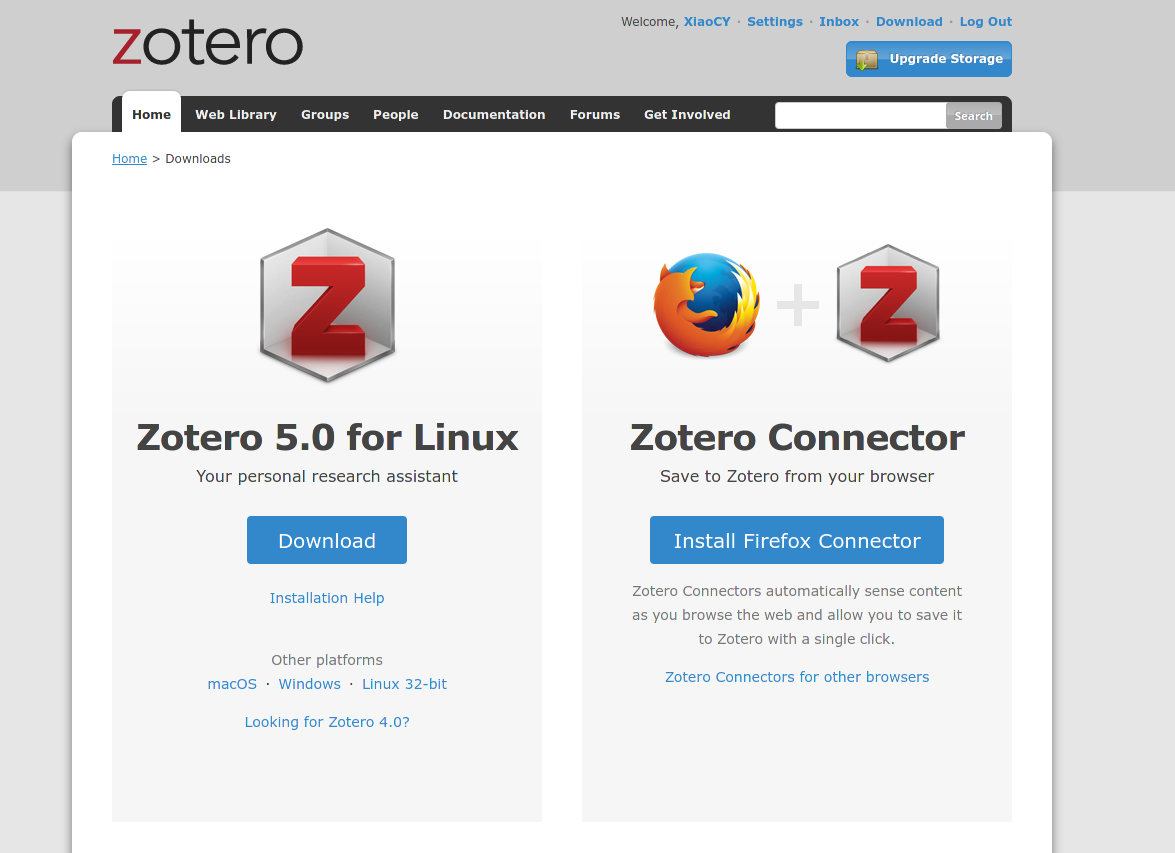 zotero
Welcome, XiaoCY · Settings · Inbox · Download · Log Out
Upgrade Storage
Home Web Library Groups People Documentation Forums Get Involved Search
Home > Downloads
Z
Zotero 5.0 for Linux
Your personal research assistant
Download
Installation Help
Other platforms
macOS · Windows · Linux 32-bit
Looking for Zotero 4.0?
+ Z
Zotero Connector
Save to Zotero from your browser
Install Firefox Connector
Zotero Connectors automatically sense content
as you browse the web and allow you to save it
to Zotero with a single click.
Zotero Connectors for other browsers